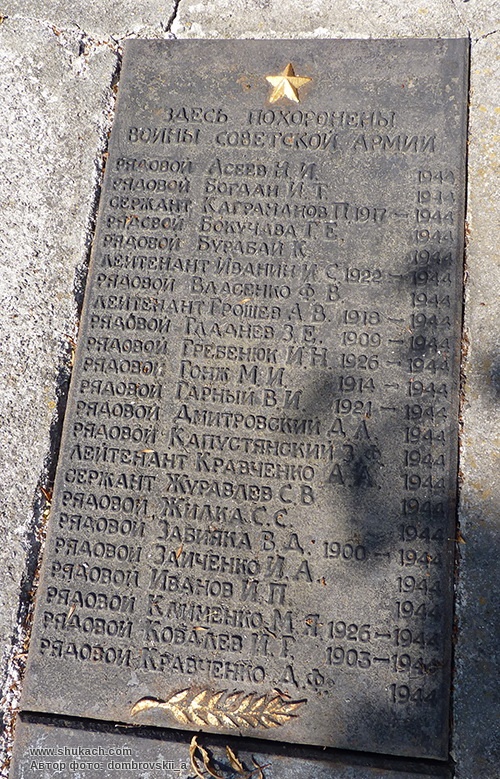 ЗДЕСЬ ПОХОРОНЕНЫ
ВОИНЫ СОВЕТСКОЙ АРМИИ
РЯДОВОЙ АСЕЕВ Н. И. 1944
РЯДОВОЙ БОГДАН И. Т. 1944
СЕРЖАНТ КАГРАМАНОВ П 1917 – 1944
РЯДОВОЙ БОКУЧАВА Г Е. 1944
РЯДОВОЙ БУРАБАЙ К. 1944
ЛЕЙТЕНАНТ ИВАНИН И С 1922 – 1944
РЯДОВОЙ ВЛАСЕНКО Ф. В. 1944
ЛЕЙТЕНАНТ ГРОШЕВ А В. 1918 – 1944
РЯДОВОЙ ГЛАДНЕВ З. Е. 1909 – 1944
РЯДОВОЙ ГРЕБЕНЮК И. Н. 1926 – 1944
РЯДОВОЙ ГОНЖ М. И. 1914 – 1944
РЯДОВОЙ ГАРНЫЙ В. И. 1921 – 1944
РЯДОВОЙ ДМИТРОВСКИЙ Д. 1944
РЯДОВОЙ КАПУСТЯНСКИЙ 1944
ЛЕЙТЕНАНТ КРАВЧЕНКО А 1944
СЕРЖАНТ ЖУРАВЛЕВ С В 1944
РЯДОВОЙ ЖИЛКА С. С. 1944
РЯДОВОЙ ЗАБИЯКА В. Д. 1900 – 1944
РЯДОВОЙ ЗАИЧЕНКО И. А. 1944
РЯДОВОЙ ИВАНОВ И. П. 1944
РЯДОВОЙ КЛИМЕНКО М. Я 1926 – 1944
РЯДОВОЙ КОВАЛЕВ И. Г. 1903 – 1944
РЯДОВОЙ КРАВЧЕНКО Д. Ф. 1944
www.shukach.com
Автор фото: dombrovskii_a